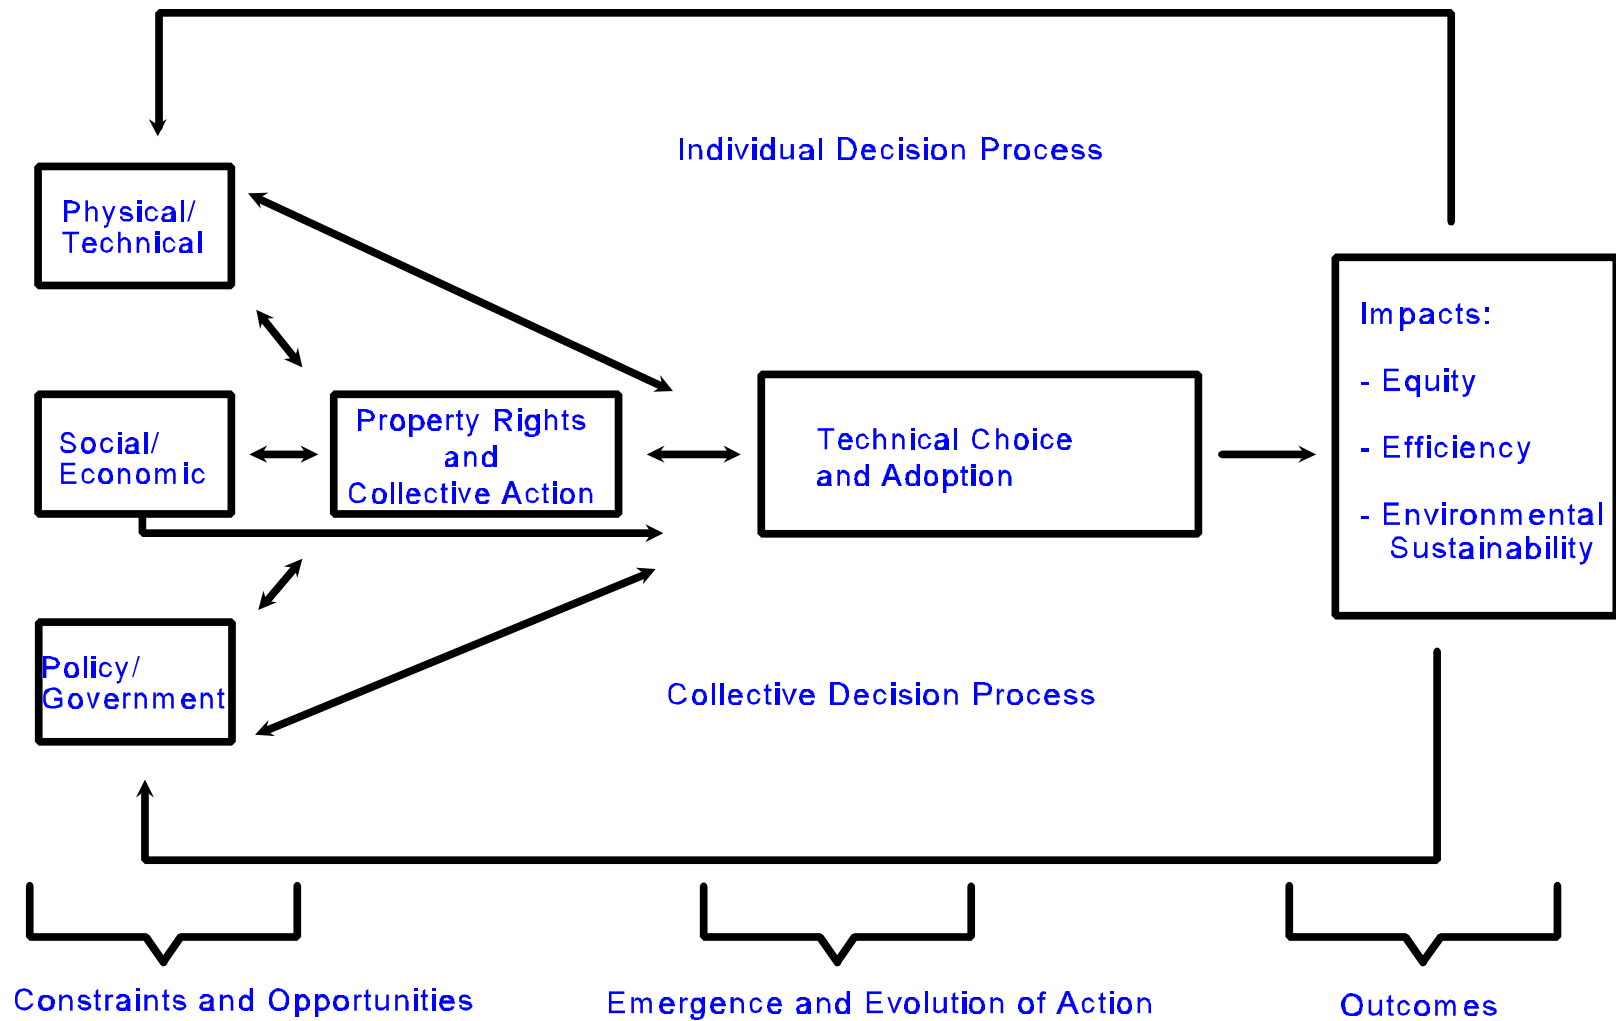 Individual Decision Process
Physical/
Technical
Social/
Economic
Policy/
Government
Property Rights
and
Collective Action
Technical Choice
and Adoption
Impacts:
- Equity
- Efficiency
- Environmental
Sustainability
Collective Decision Process
Constraints and Opportunities
Emergence and Evolution of Action
Outcomes